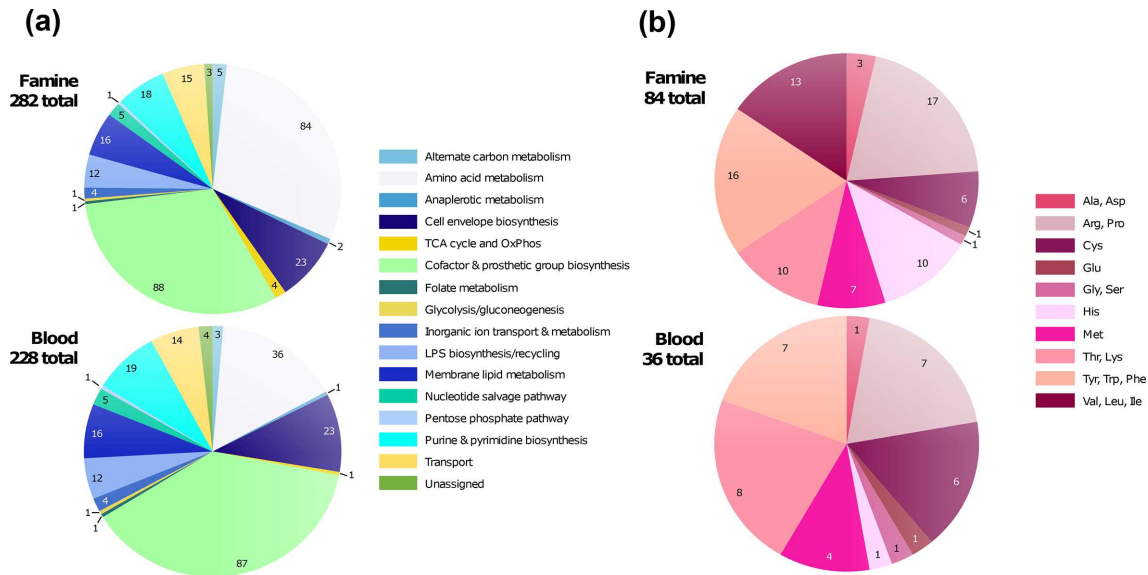 (a)
Famine
282 total
3
5
15
18
1
5
16
12
4
1
1
84
2
23
4
88
Blood
228 total
4
3
14
19
1
5
16
12
4
1
1
36
1
23
1
87
Alternate carbon metabolism
Amino acid metabolism
Anaplerotic metabolism
Cell envelope biosynthesis
TCA cycle and OxPhos
Cofactor & prosthetic group biosynthesis
Folate metabolism
Glycolysis/gluconeogenesis
Inorganic ion transport & metabolism
LPS biosynthesis/recycling
Membrane lipid metabolism
Nucleotide salvage pathway
Pentose phosphate pathway
Purine & pyrimidine biosynthesis
Transport
Unassigned
(b)
Famine
84 total
3
17
13
16
6
1
1
10
10
7
Blood
36 total
1
7
7
6
8
4
1
1
1
Ala, Asp
Arg, Pro
Cys
Glu
Gly, Ser
His
Met
Thr, Lys
Tyr, Trp, Phe
Val, Leu, Ile